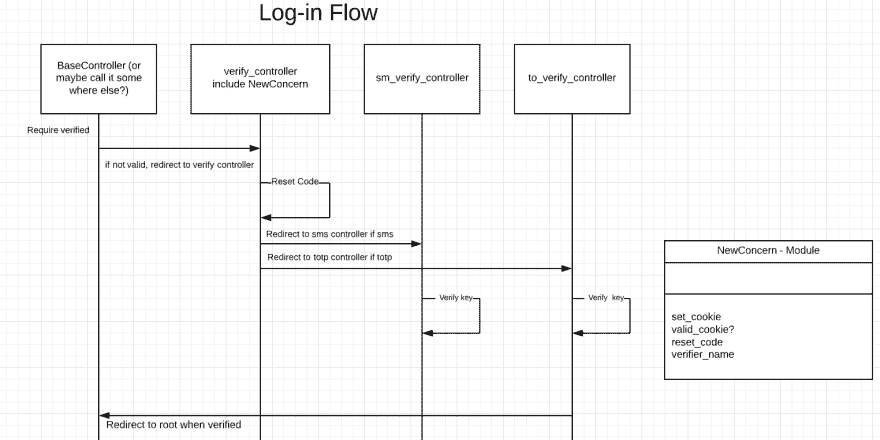 Log-in Flow
BaseController (or
maybe call it some
where else?)
verify_controller
include NewConcern
sm_verify_controller
to_verify_controller
Require verified
if not valid, redirect to verify controller
Reset Code
Redirect to sms controller if sms
Redirect to totp controller if totp
Verify key
Verify key
NewConcern - Module
set_cookie
valid_cookie?
reset_code
verifier_name
Redirect to root when verified